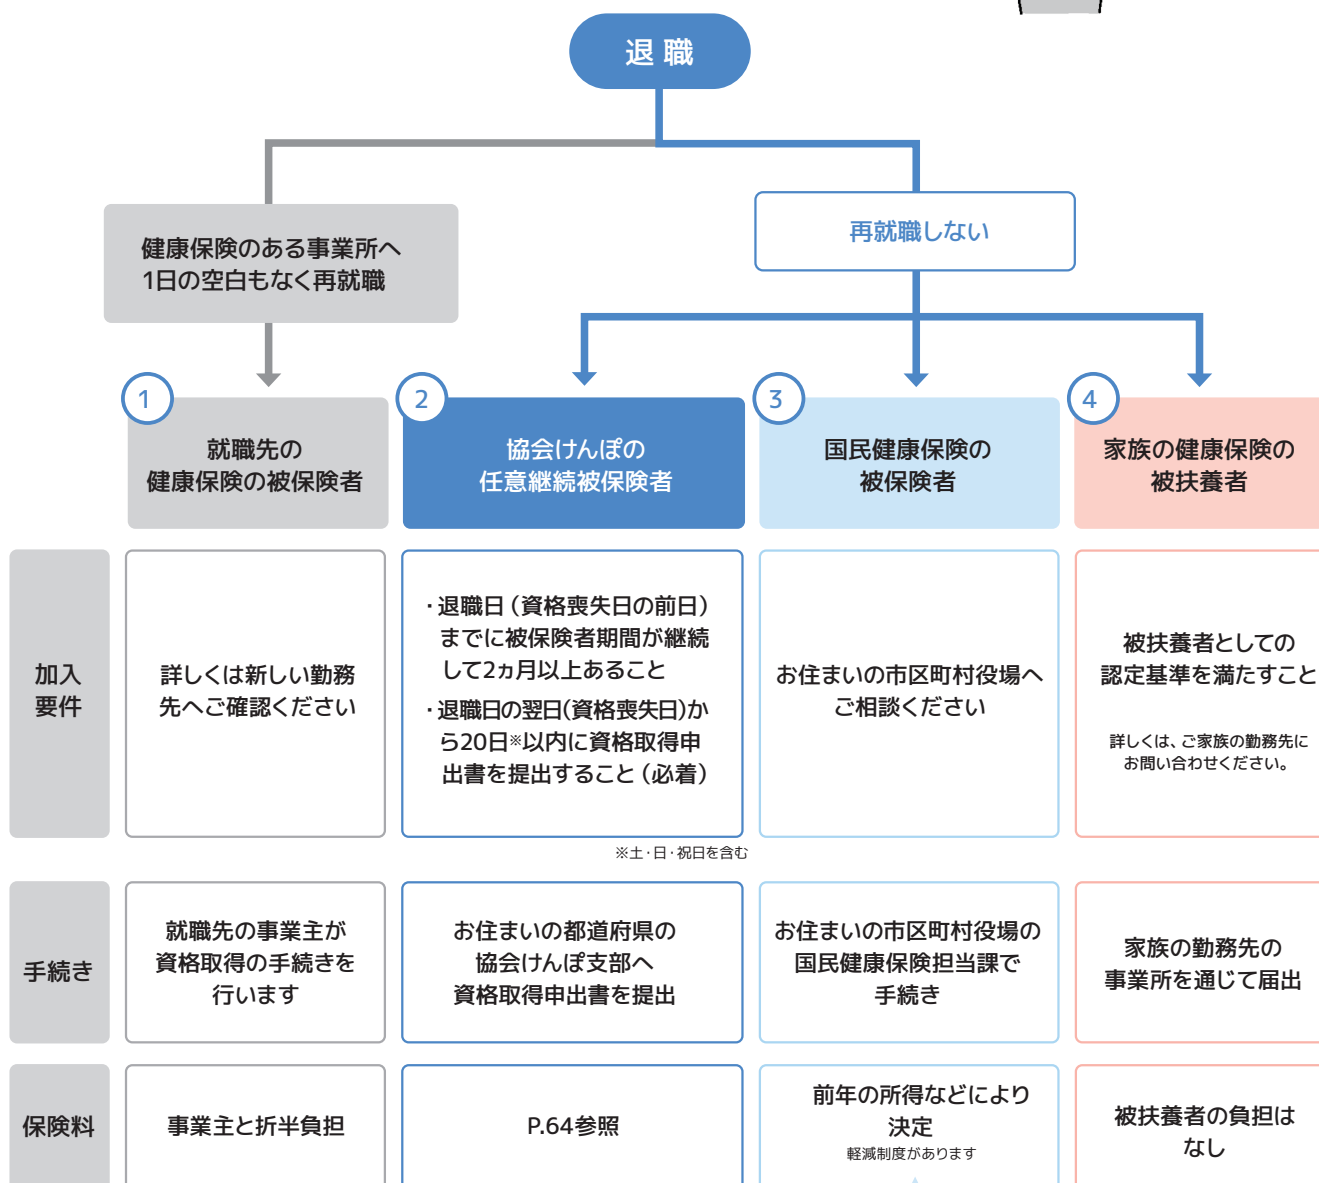 退職
健康保険のある事業所へ
1日の空白もなく再就職
再就職しない
1
就職先の
健康保険の被保険者
2
協会けんぽの
任意継続被保険者
3
国民健康保険の
被保険者
4
家族の健康保険の
被扶養者
加入
要件
詳しくは新しい勤務
先へご確認ください
・退職日（資格喪失日の前日）
までに被保険者期間が継続
して2ヵ月以上あること
・退職日の翌日(資格喪失日)か
ら20日※以内に資格取得申
出書を提出すること（必着）
お住まいの市区町村役場へ
ご相談ください
被扶養者としての
認定基準を満たすこと
詳しくは、ご家族の勤務先に
お問い合わせください。
※土・日・祝日を含む
手続き
就職先の事業主が
資格取得の手続きを
行います
お住まいの都道府県の
協会けんぽ支部へ
資格取得申出書を提出
お住まいの市区町村役場の
国民健康保険担当課で
手続き
家族の勤務先の
事業所を通じて届出
保険料
事業主と折半負担
P.64参照
前年の所得などにより
決定
軽減制度があります
被扶養者の負担は
なし